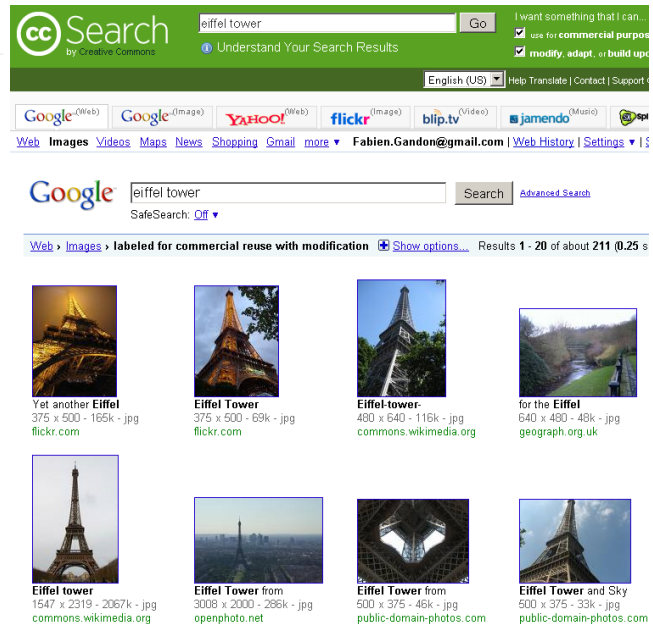 cc Search
by Creative Commons
eiffel tower Go
Understand Your Search Results
I want something that I can...
use for commercial purpos
modify, adapt, or build upo
English (US) Help Translate | Contact | Support
Google (Web) Google (Image) YAHOO! (Web) flickr (Image) blip.tv (Video) jamendo (Music) Spi
Web Images Videos Maps News Shopping Gmail more ▼ Fabien.Gandon@gmail.com | Web History | Settings ▼ |
Google eiffel tower Search Advanced Search
SafeSearch: Off ▼
Web › Images › labeled for commercial reuse with modification Show options... Results 1 - 20 of about 211 (0.25 s
Yet another Eiffel
375 x 500 - 165k - jpg
flickr.com
Eiffel Tower
375 x 500 - 69k - jpg
flickr.com
Eiffel-tower-
480 x 640 - 116k - jpg
commons.wikimedia.org
for the Eiffel
640 x 480 - 48k - jpg
geograph.org.uk
Eiffel tower
1547 x 2319 - 2067k - jpg
commons.wikimedia.org
Eiffel Tower from
3008 x 2000 - 286k - jpg
openphoto.net
Eiffel Tower from
500 x 375 - 46k - jpg
public-domain-photos.com
Eiffel Tower and Sky
500 x 375 - 33k - jpg
public-domain-photos.com